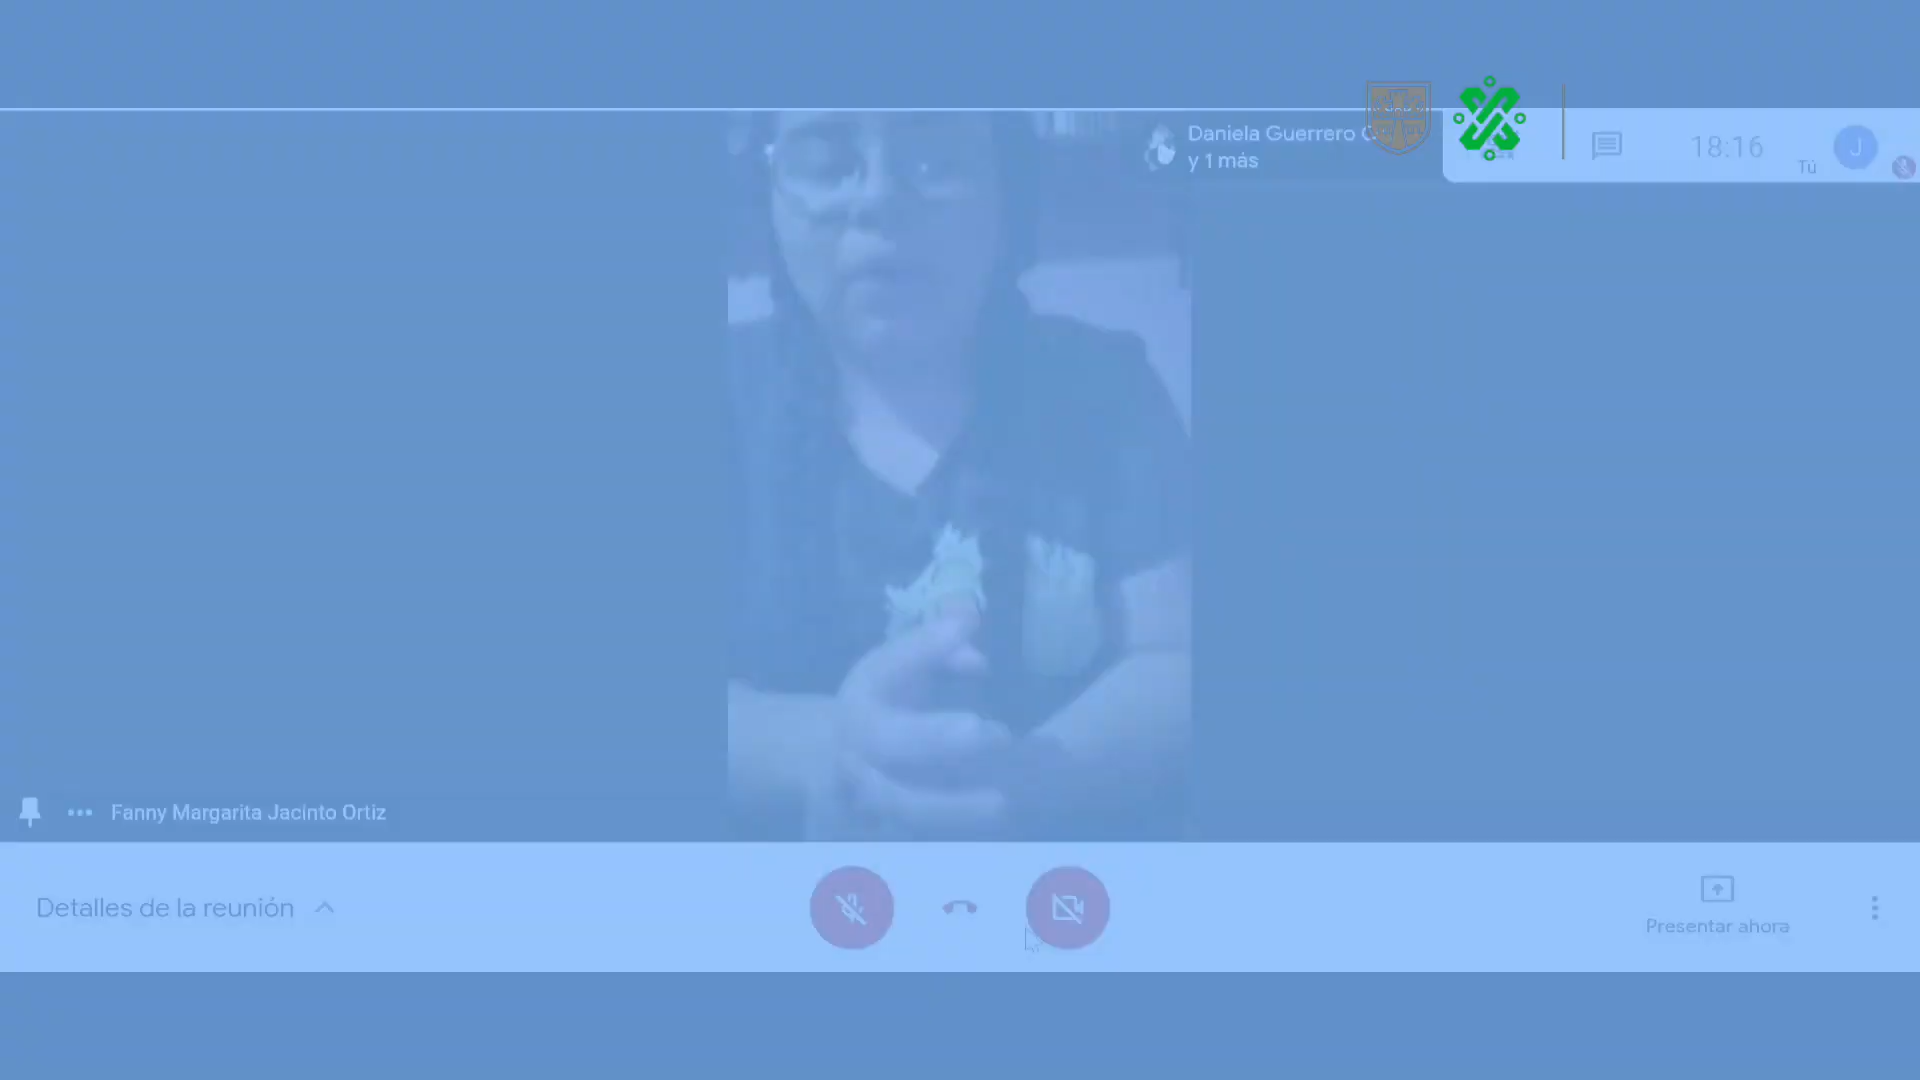 Daniela Guerrero
y 1 más
18:16
Tú
J
Fanny Margarita Jacinto Ortiz
Detalles de la reunión
Presentar ahora